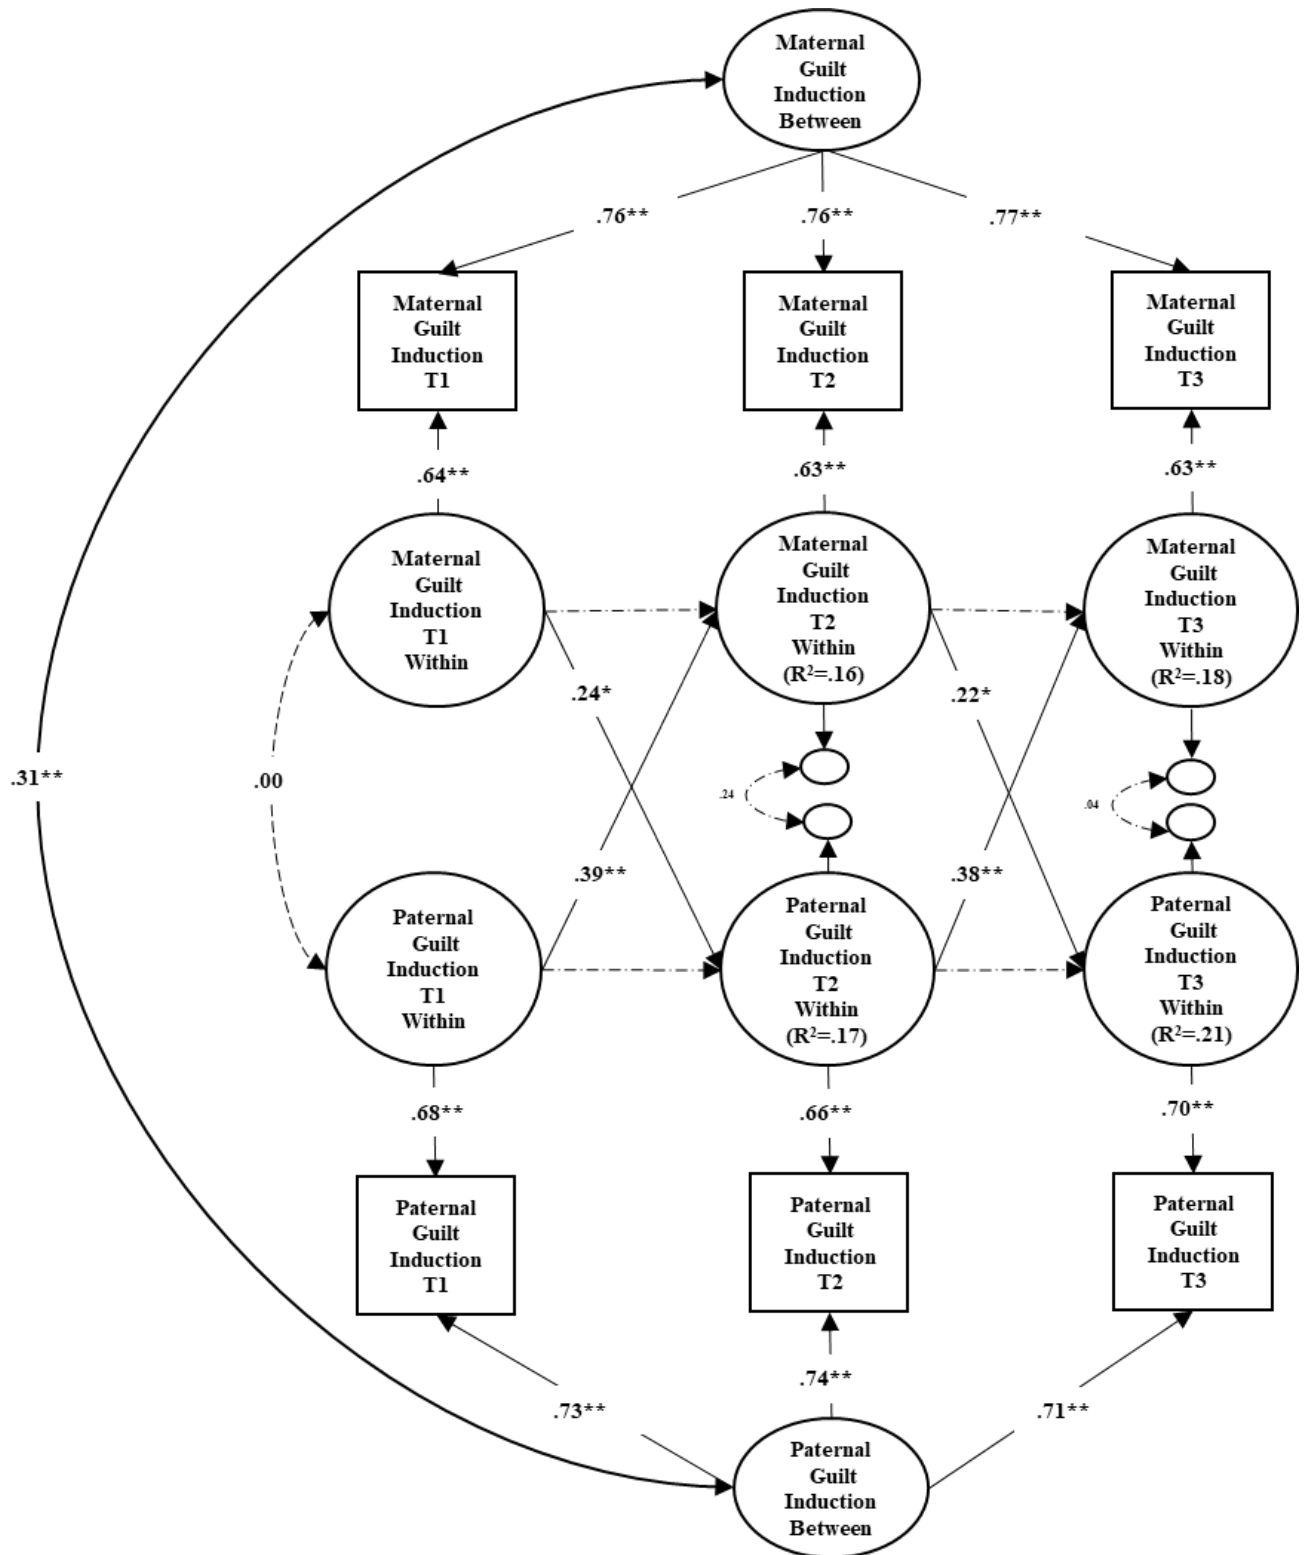 Maternal
Guilt
Induction
Between
.76**
.76**
.77**
Maternal
Guilt
Induction
T1
Maternal
Guilt
Induction
T2
Maternal
Guilt
Induction
T3
.64**
.63**
.63**
Maternal
Guilt
Induction
T1
Within
Maternal
Guilt
Induction
T2
Within
(R²=.16)
Maternal
Guilt
Induction
T3
Within
(R²=.18)
.24*
.22*
.31**
.00
.24
.04
.39**
.38**
Paternal
Guilt
Induction
T1
Within
Paternal
Guilt
Induction
T2
Within
(R²=.17)
Paternal
Guilt
Induction
T3
Within
(R²=.21)
.68**
.66**
.70**
Paternal
Guilt
Induction
T1
Paternal
Guilt
Induction
T2
Paternal
Guilt
Induction
T3
.73**
.74**
.71**
Paternal
Guilt
Induction
Between